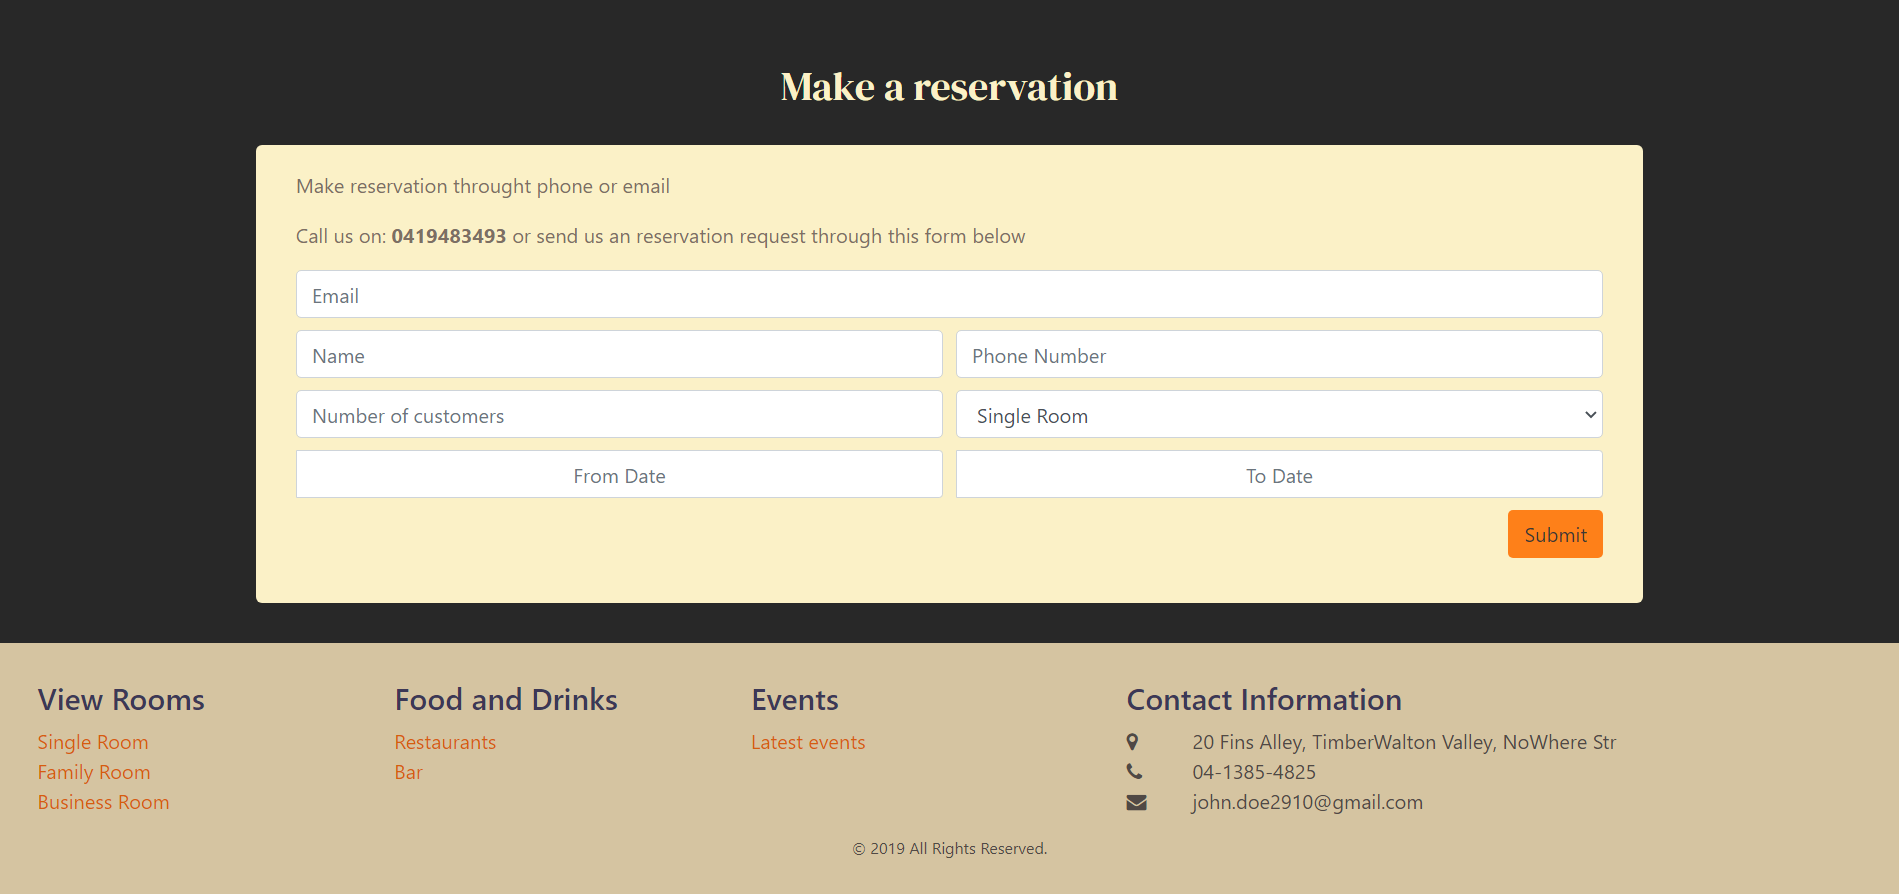 Make a reservation
Make reservation throught phone or email
Call us on: 0419483493 or send us an reservation request through this form below
Email
Name
Phone Number
Number of customers
Single Room
From Date
To Date
Submit
View Rooms
Single Room
Family Room
Business Room
Food and Drinks
Restaurants
Bar
Events
Latest events
Contact Information
20 Fins Alley, TimberWalton Valley, NoWhere Str
04-1385-4825
john.doe2910@gmail.com
© 2019 All Rights Reserved.